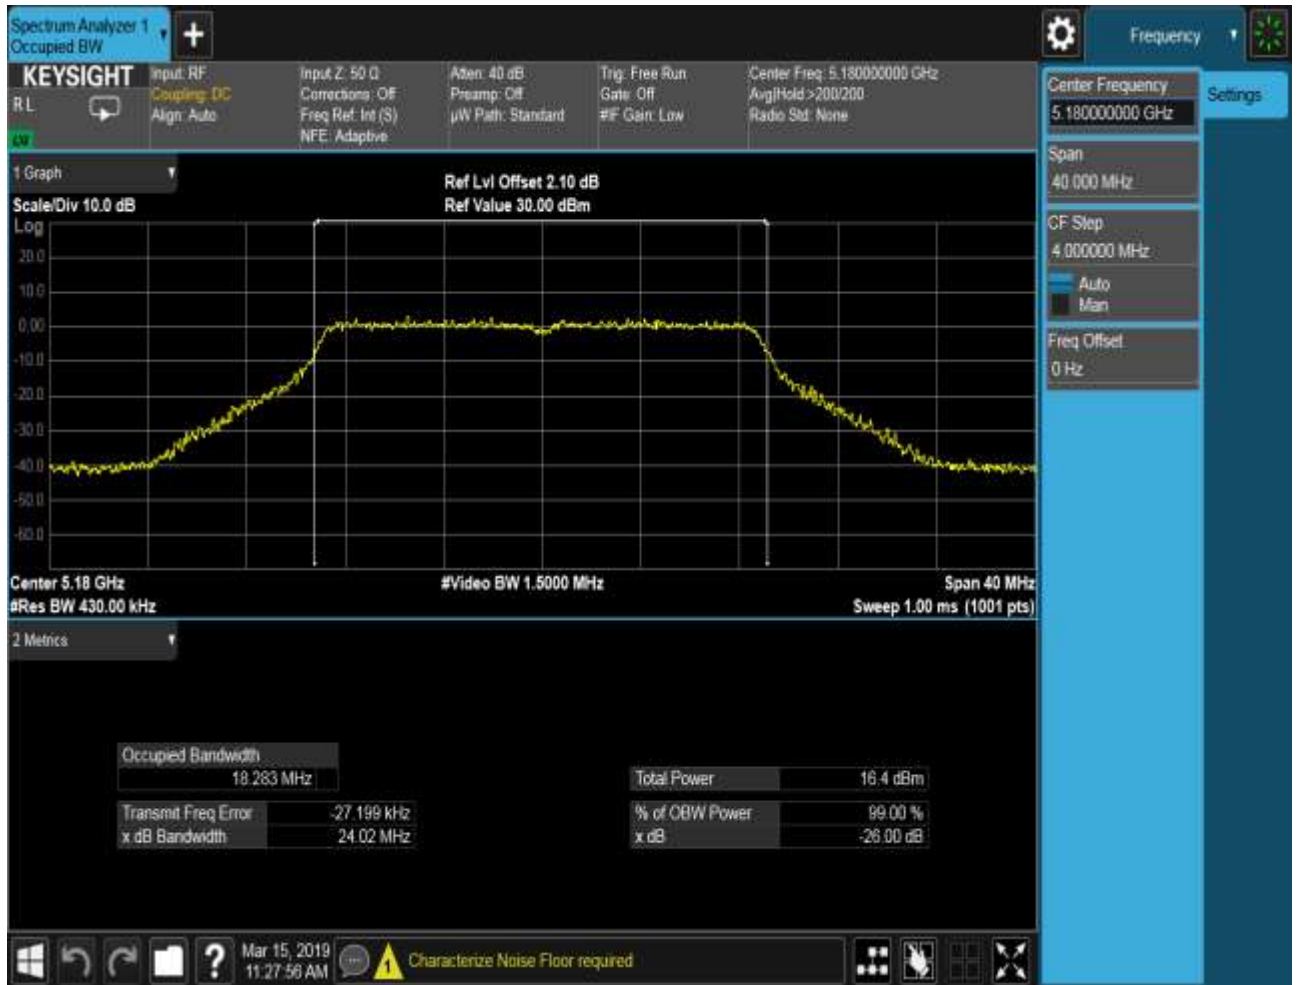 Spectrum Analyzer 1
Occupied BW
Frequency
KEYSIGHT
R L
Input: RF
Coupling: DC
Align: Auto
Input Z: 50 Ω
Corrections: Off
Freq Ref: Int (S)
NFE: Adaptive
Atten: 40 dB
Preamp: Off
µW Path: Standard
Trig: Free Run
Gate: Off
#IF Gain: Low
Center Freq: 5.180000000 GHz
Avg|Hold:>200/200
Radio Std: None
Center Frequency
5.180000000 GHz
Settings
Span
40.000 MHz
CF Step
4.000000 MHz
Auto
Man
Freq Offset
0 Hz
1 Graph
Ref Lvl Offset 2.10 dB
Scale/Div 10.0 dB
Ref Value 30.00 dBm
Log
20.0
10.0
0.00
-10.0
-20.0
-30.0
-40.0
-50.0
-60.0
Center 5.18 GHz
#Video BW 1.5000 MHz
Span 40 MHz
#Res BW 430.00 kHz
Sweep 1.00 ms (1001 pts)
2 Metrics
Occupied Bandwidth
18.283 MHz
Total Power 16.4 dBm
Transmit Freq Error -27.199 kHz
% of OBW Power 99.00 %
x dB Bandwidth 24.02 MHz
x dB -26.00 dB
?
Mar 15, 2019
11:27:56 AM
1
Characterize Noise Floor required